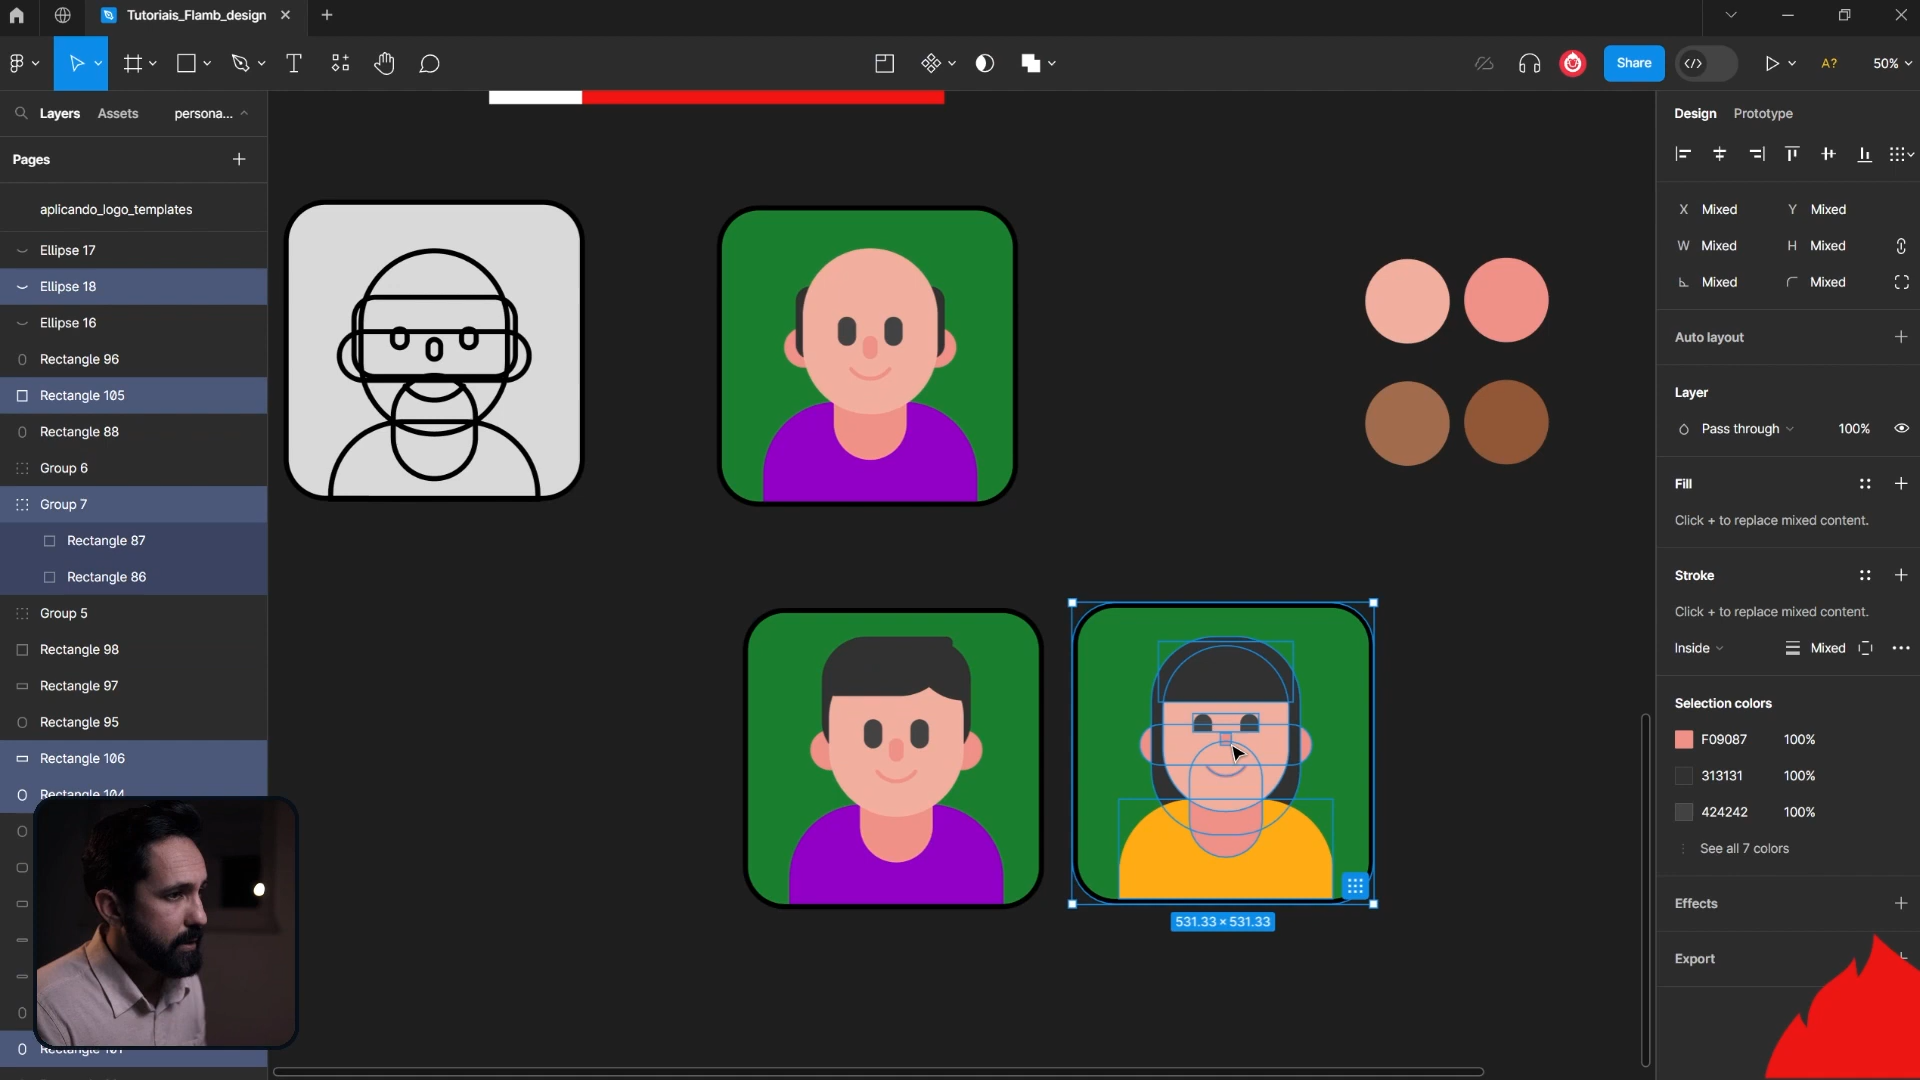 Tutoriais_Flamb_design
Share
A?
50%
Layers
Assets
persona...
Design
Prototype
Pages
aplicando_logo_templates
X Mixed
Y Mixed
Ellipse 17
W Mixed
H Mixed
Ellipse 18
Mixed
Mixed
Ellipse 16
Auto layout
Rectangle 96
Rectangle 105
Layer
Rectangle 88
Pass through
100%
Group 6
Group 7
Fill
Click + to replace mixed content.
Rectangle 87
Rectangle 86
Stroke
Group 5
Click + to replace mixed content.
Rectangle 98
Inside
Mixed
Rectangle 97
Selection colors
Rectangle 95
F09087 100%
Rectangle 106
313131 100%
Rectangle 104
424242 100%
See all 7 colors
Effects
531.33 × 531.33
Export